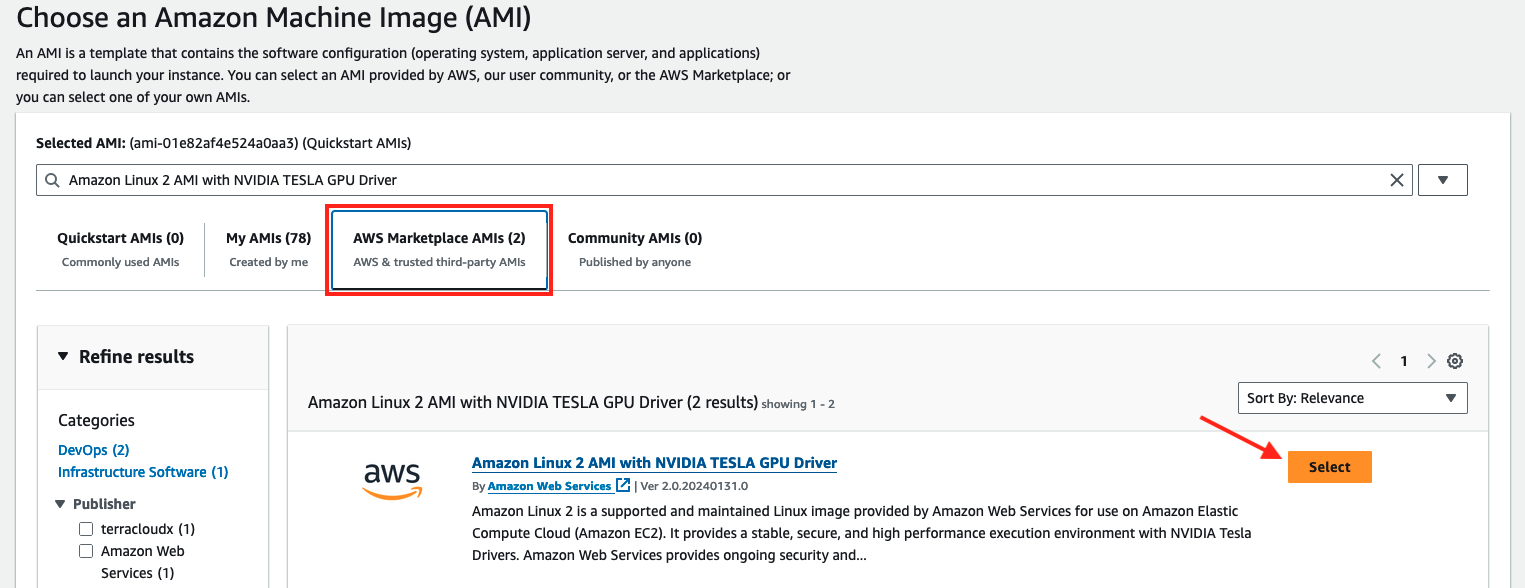 Choose an Amazon Machine Image (AMI)
An AMI is a template that contains the software configuration (operating system, application server, and applications)
required to launch your instance. You can select an AMI provided by AWS, our user community, or the AWS Marketplace; or
you can select one of your own AMIs.
Selected AMI: (ami-01e82af4e524a0aa3) (Quickstart AMIs)
Amazon Linux 2 AMI with NVIDIA TESLA GPU Driver
Quickstart AMIs (0)
Commonly used AMIs
My AMIs (78)
Created by me
AWS Marketplace AMIs (2)
AWS & trusted third-party AMIs
Community AMIs (0)
Published by anyone
Refine results
Categories
DevOps (2)
Infrastructure Software (1)
Publisher
terracloudx (1)
Amazon Web
Services (1)
1
Amazon Linux 2 AMI with NVIDIA TESLA GPU Driver (2 results) showing 1 - 2
Sort By: Relevance
aws
Amazon Linux 2 AMI with NVIDIA TESLA GPU Driver
By Amazon Web Services | Ver 2.0.20240131.0
Amazon Linux 2 is a supported and maintained Linux image provided by Amazon Web Services for use on Amazon Elastic
Compute Cloud (Amazon EC2). It provides a stable, secure, and high performance execution environment with NVIDIA Tesla
Drivers. Amazon Web Services provides ongoing security and...
Select